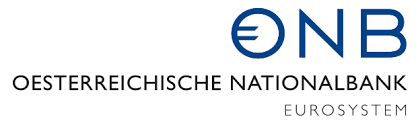 ONB
OESTERREICHISCHE NATIONALBANK
EUROSYSTEM